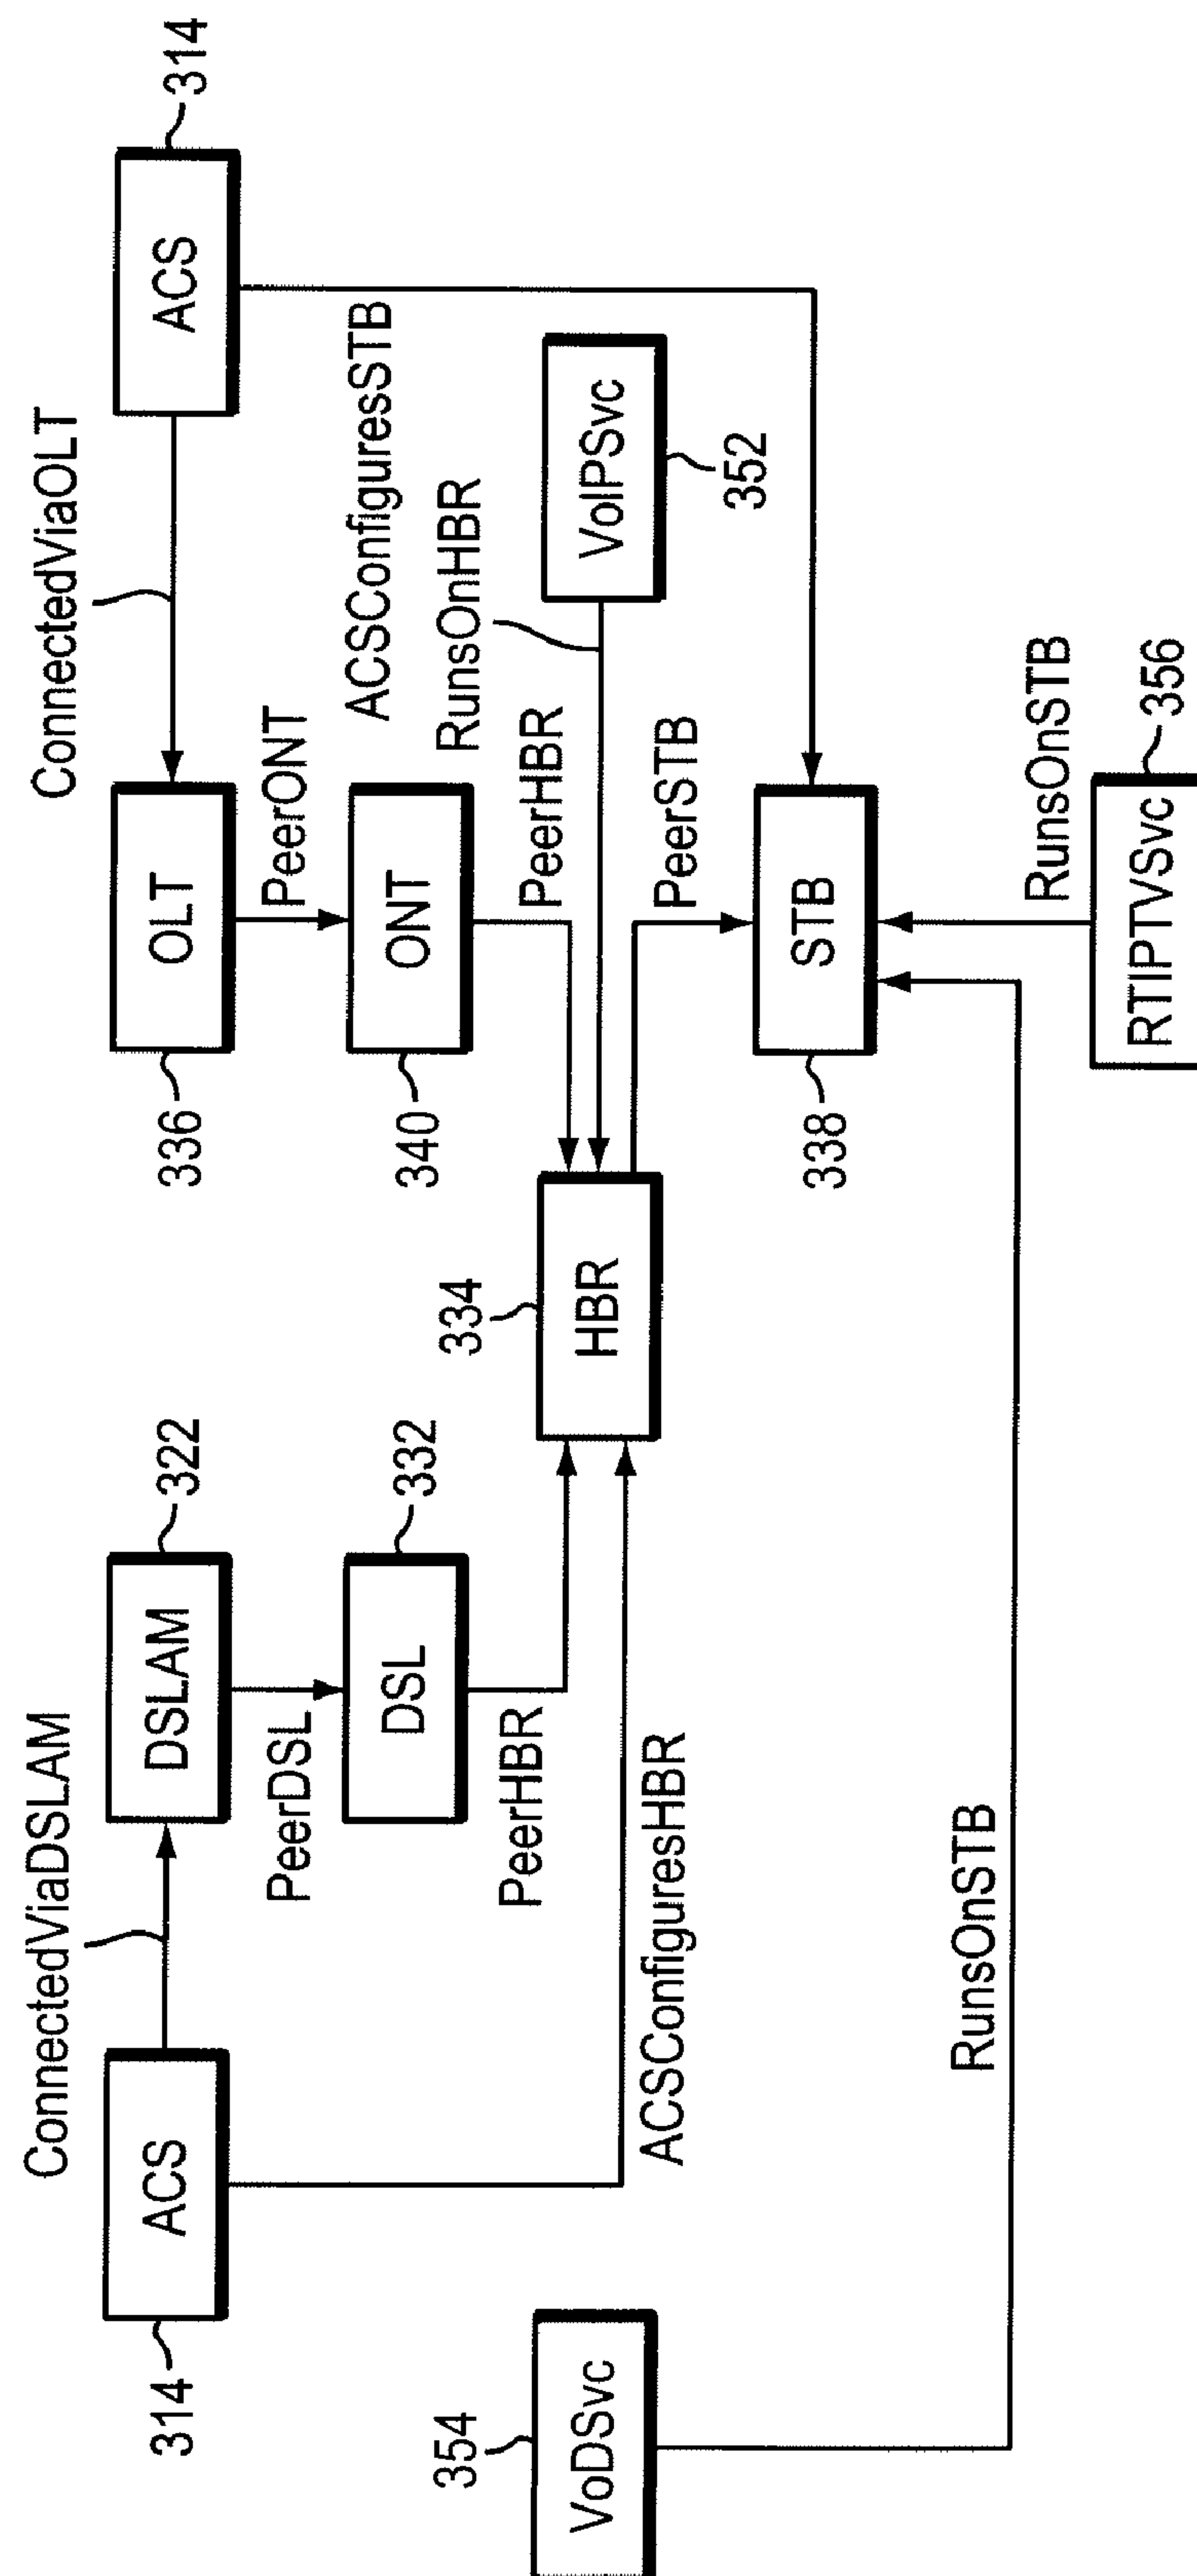 ConnectedViaDSLAM
ConnectedViaOLT
314
ACS
DSLAM
322
336
OLT
ACS
314
PeerDSL
PeerONT
DSL
332
340
ONT
ACSConfiguresSTB
354
PeerHBR
334
PeerHBR
RunsOnHBR
VoDSvc
HBR
VoIPSvc
352
ACSConfiguresHBR
PeerSTB
338
STB
RunsOnSTB
RunsOnSTB
RTIPTVSvc
356